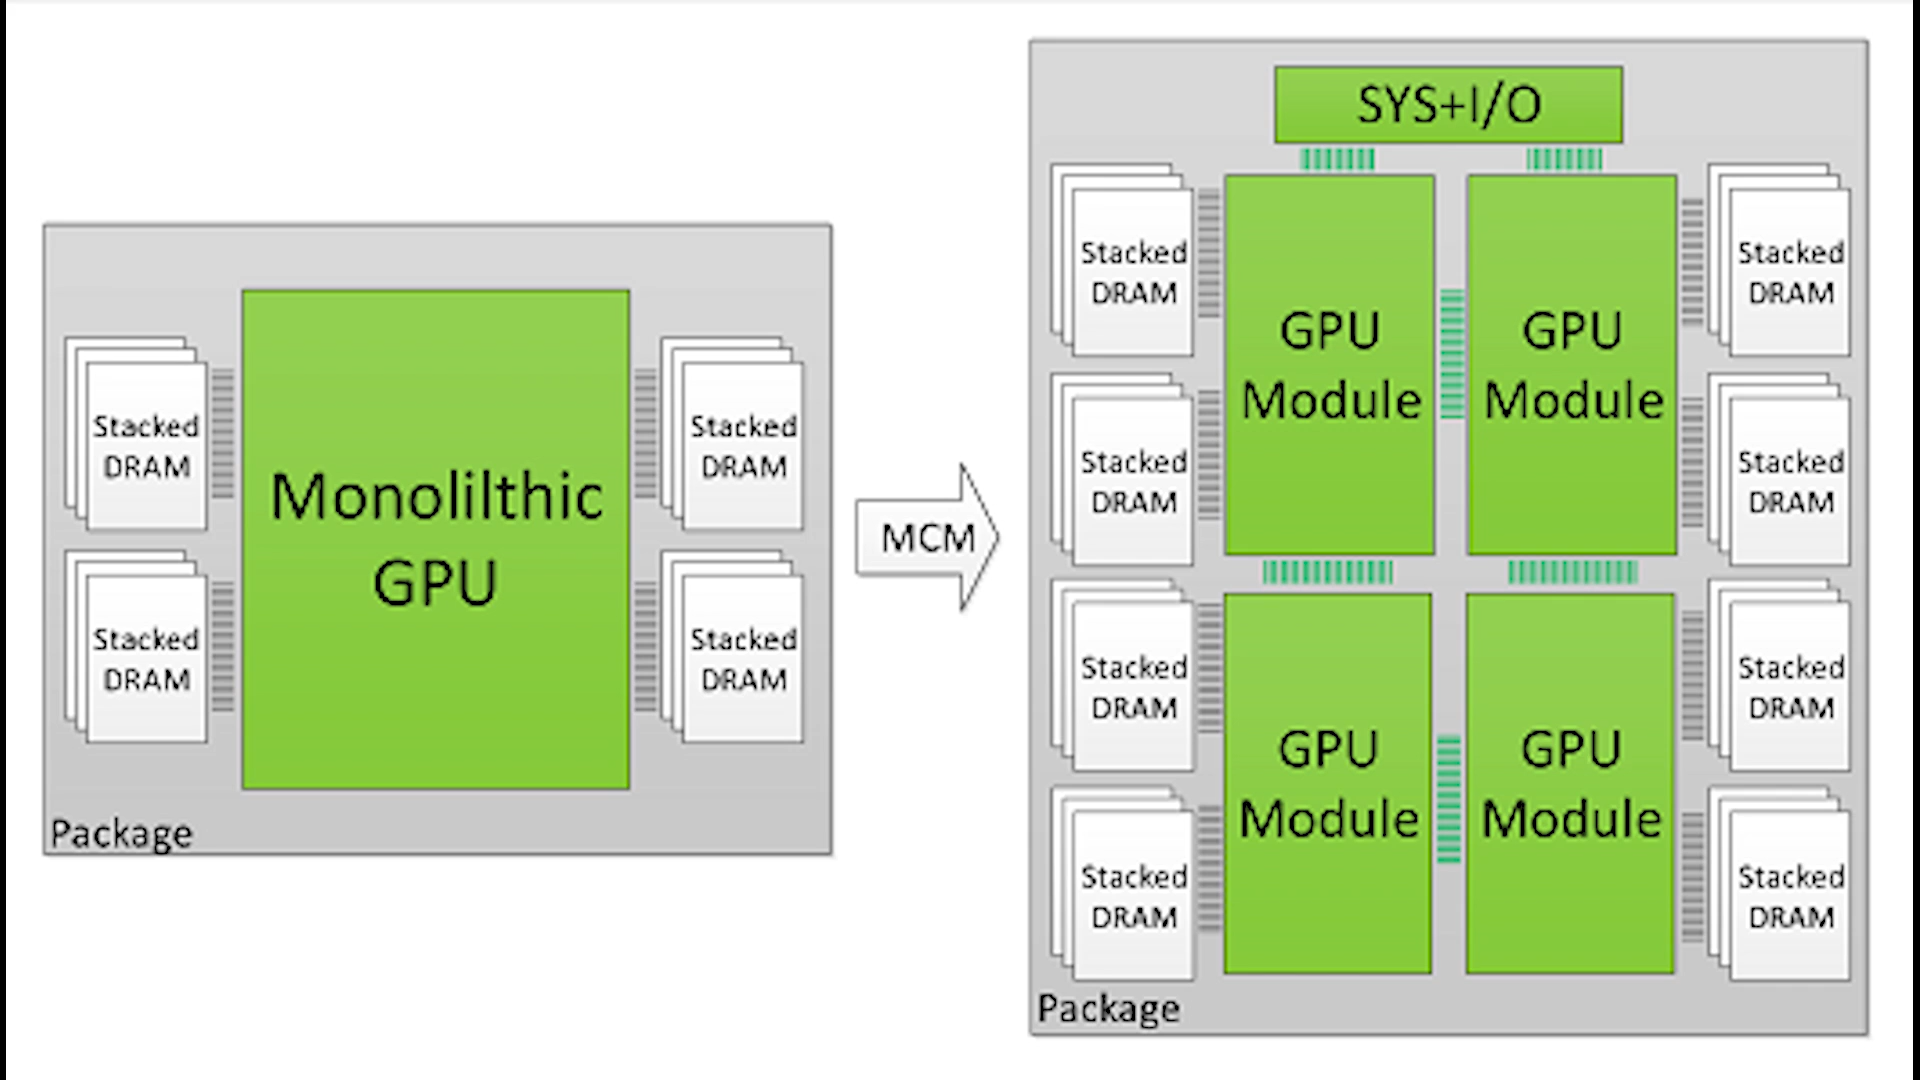 Stacked
DRAM
Stacked
DRAM
Monolilthic
GPU
Stacked
DRAM
Stacked
DRAM
Package
MCM
SYS+I/O
Stacked
DRAM
Stacked
DRAM
Stacked
DRAM
Stacked
DRAM
GPU
Module
GPU
Module
GPU
Module
GPU
Module
Stacked
DRAM
Stacked
DRAM
Stacked
DRAM
Stacked
DRAM
Package